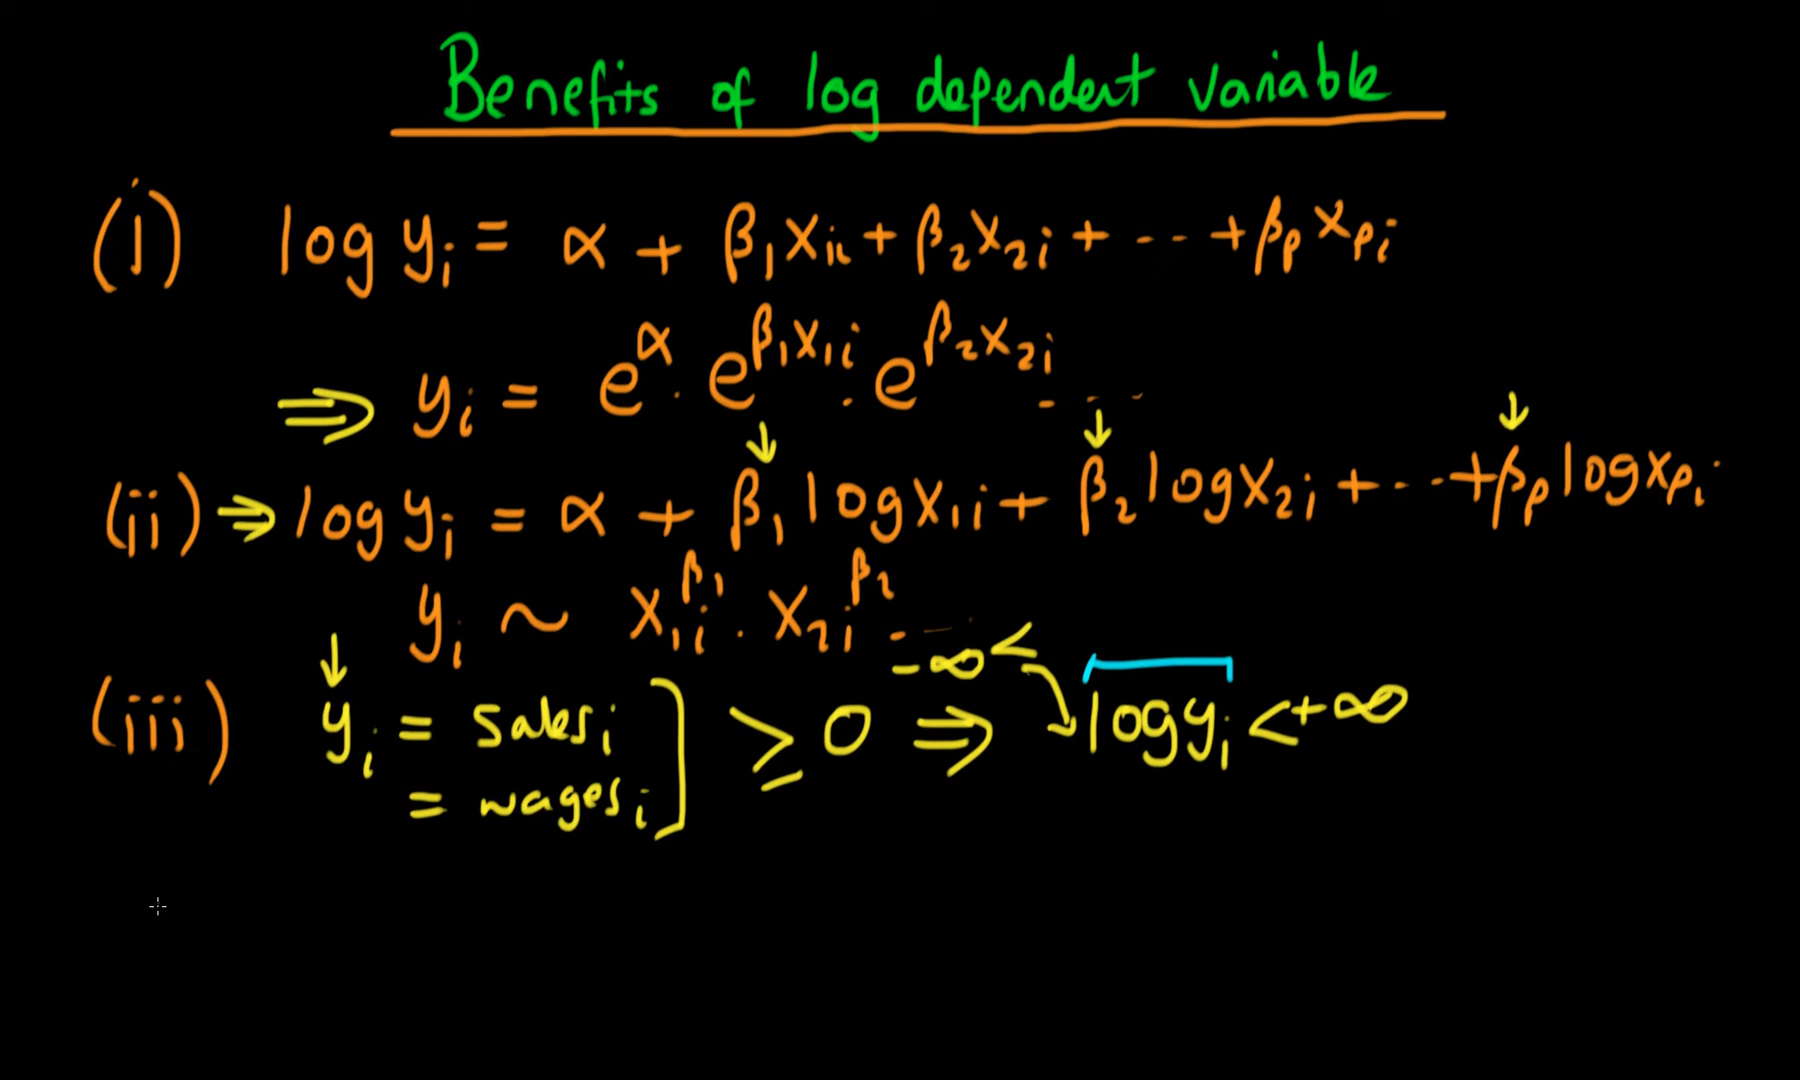 Benefits of log dependent variable
(i) log yᵢ = α + β₁x₁ᵢ + β₂x₂ᵢ + ... + βₚxₚᵢ
⇒ yᵢ = e^α . e^β₁x₁ᵢ . e^β₂x₂ᵢ ....
(ii) ⇒ log yᵢ = α + β₁ log x₁ᵢ + β₂ log x₂ᵢ + ... + βₚ log xₚᵢ
yᵢ ~ x₁ᵢ^β₁ . x₂ᵢ^β₂ ...
(iii) yᵢ = salesᵢ ] ≥ 0 ⇒ -∞ < log yᵢ < +∞
= wagesᵢ